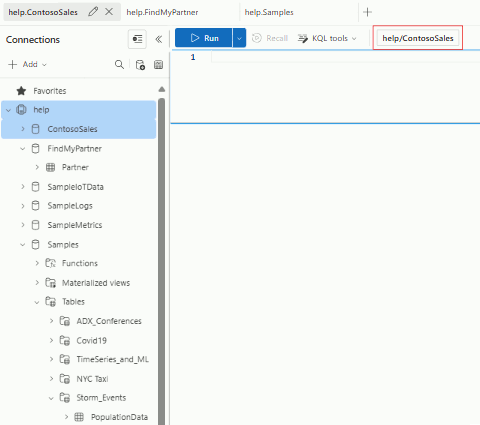 help.ContosoSales help.FindMyPartner help.Samples
Connections
Run Recall KQL tools help/ContosoSales
Add
1
Favorites
help
ContosoSales
FindMyPartner
Partner
SampleIoTData
SampleLogs
SampleMetrics
Samples
Functions
Materialized views
Tables
ADX_Conferences
Covid19
TimeSeries_and_ML
NYC Taxi
Storm_Events
PopulationData